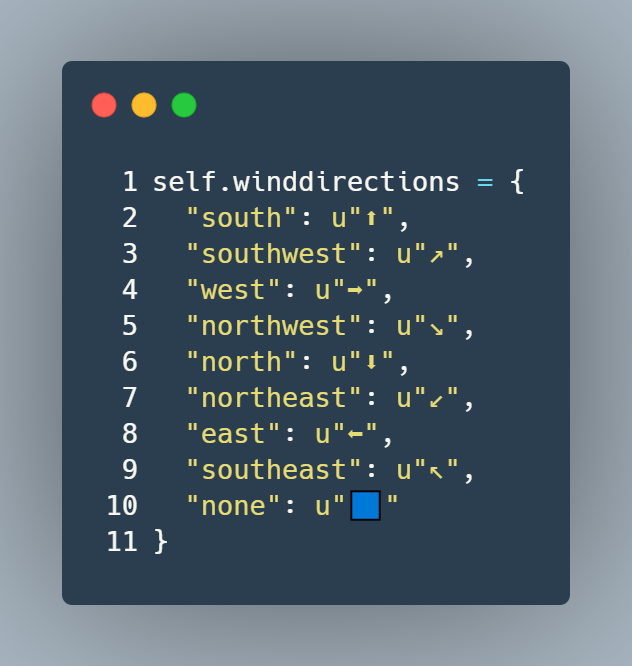 1 self.winddirections = {
2   "south": u"⬆",
3   "southwest": u"↗",
4   "west": u"➡",
5   "northwest": u"↘",
6   "north": u"⬇",
7   "northeast": u"↙",
8   "east": u"⬅",
9   "southeast": u"↖",
10   "none": u"🟦"
11 }